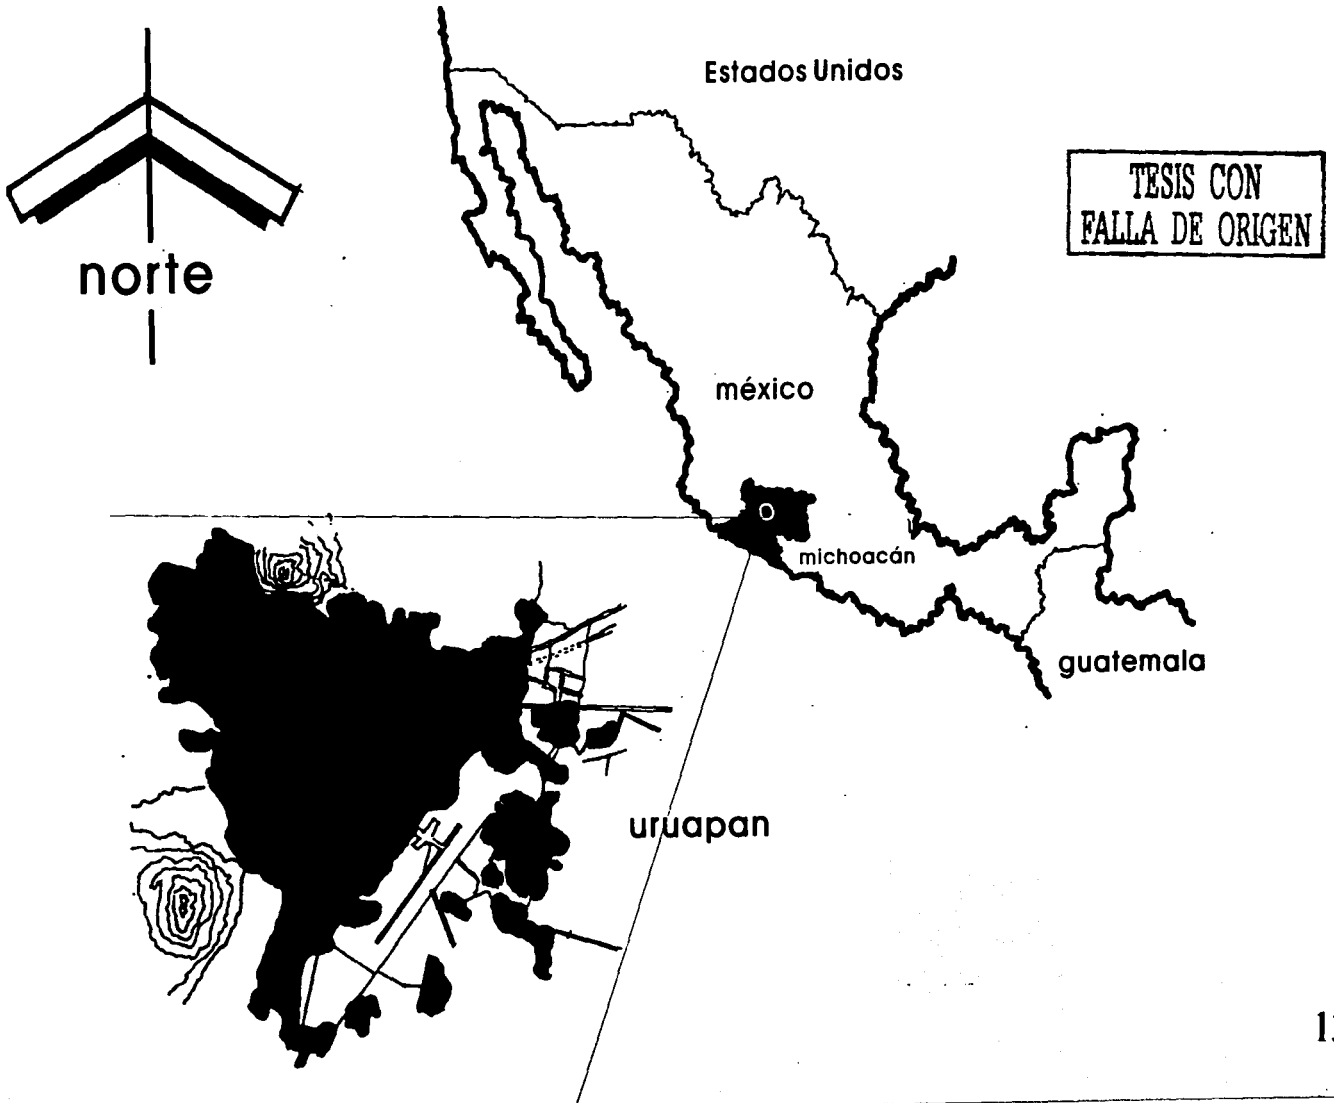 Estados Unidos
TESIS CON
FALLA DE ORIGEN
norte
méxico
michoacán
guatemala
uruapan